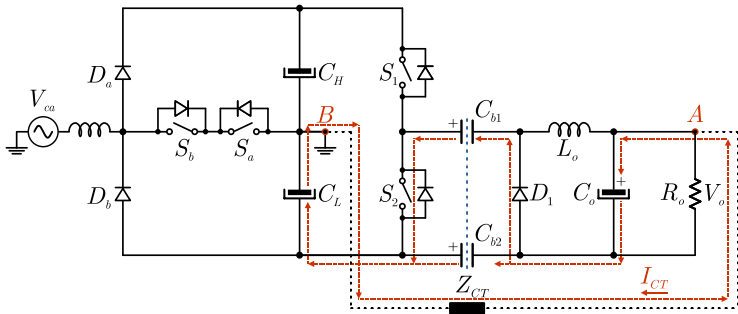 D_a
C_H
S_1
V_ca
B
C_b1
A
+
S_b
S_a
L_o
D_b
C_L
S_2
D_1
C_o
+
R_o
V_o
C_b2
+
Z_CT
I_CT